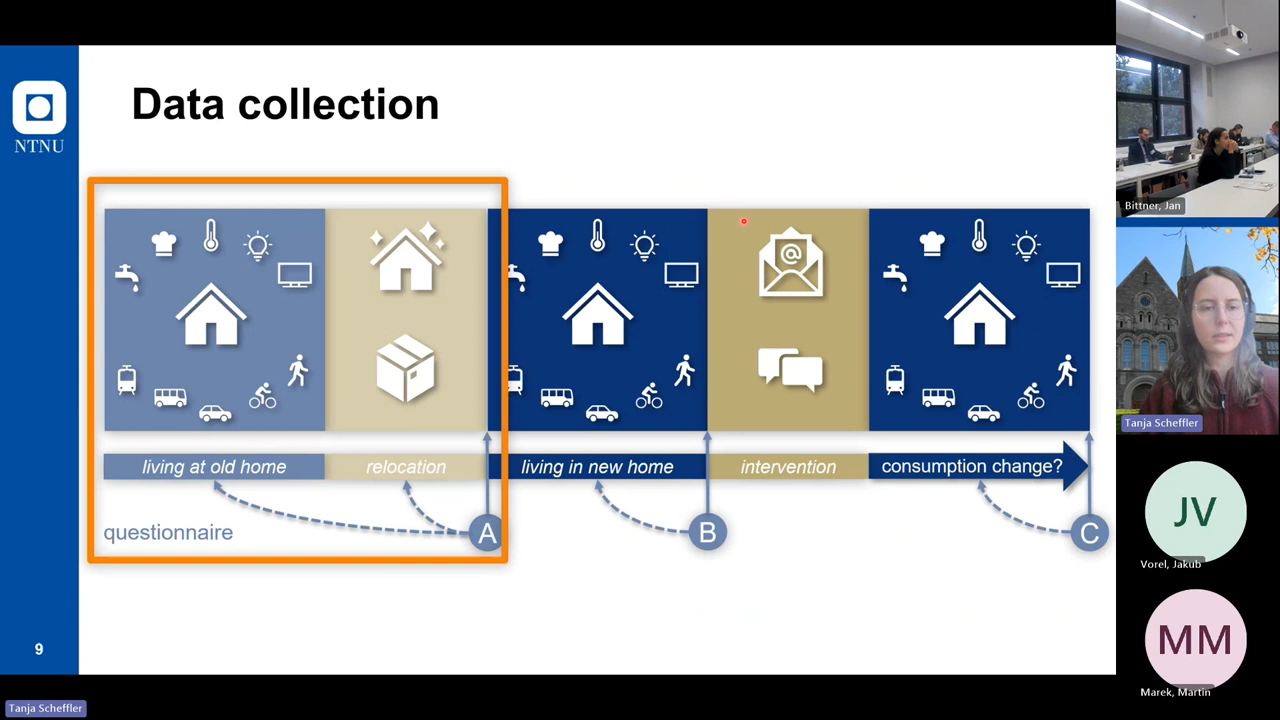 Data collection
NTNU
@
living at old home
relocation
living in new home
intervention
consumption change?
questionnaire
A
B
C
9
Tanja Scheffler
Bittner, Jan
Tanja Scheffler
JV
Vorel, Jakub
MM
Marek, Martin